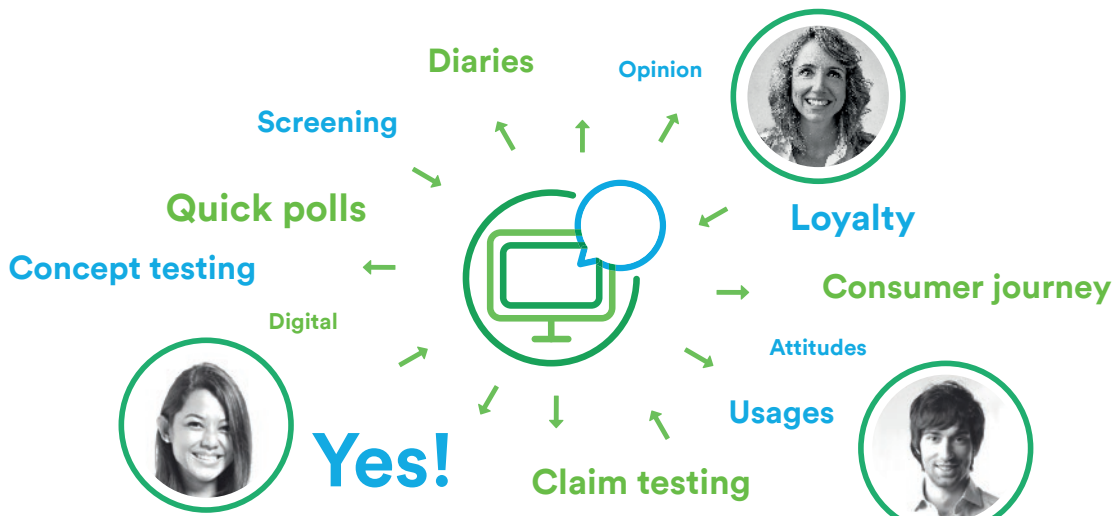 Diaries
Opinion
Screening
Quick polls
Loyalty
Concept testing
Consumer journey
Digital
Attitudes
Usages
Yes!
Claim testing